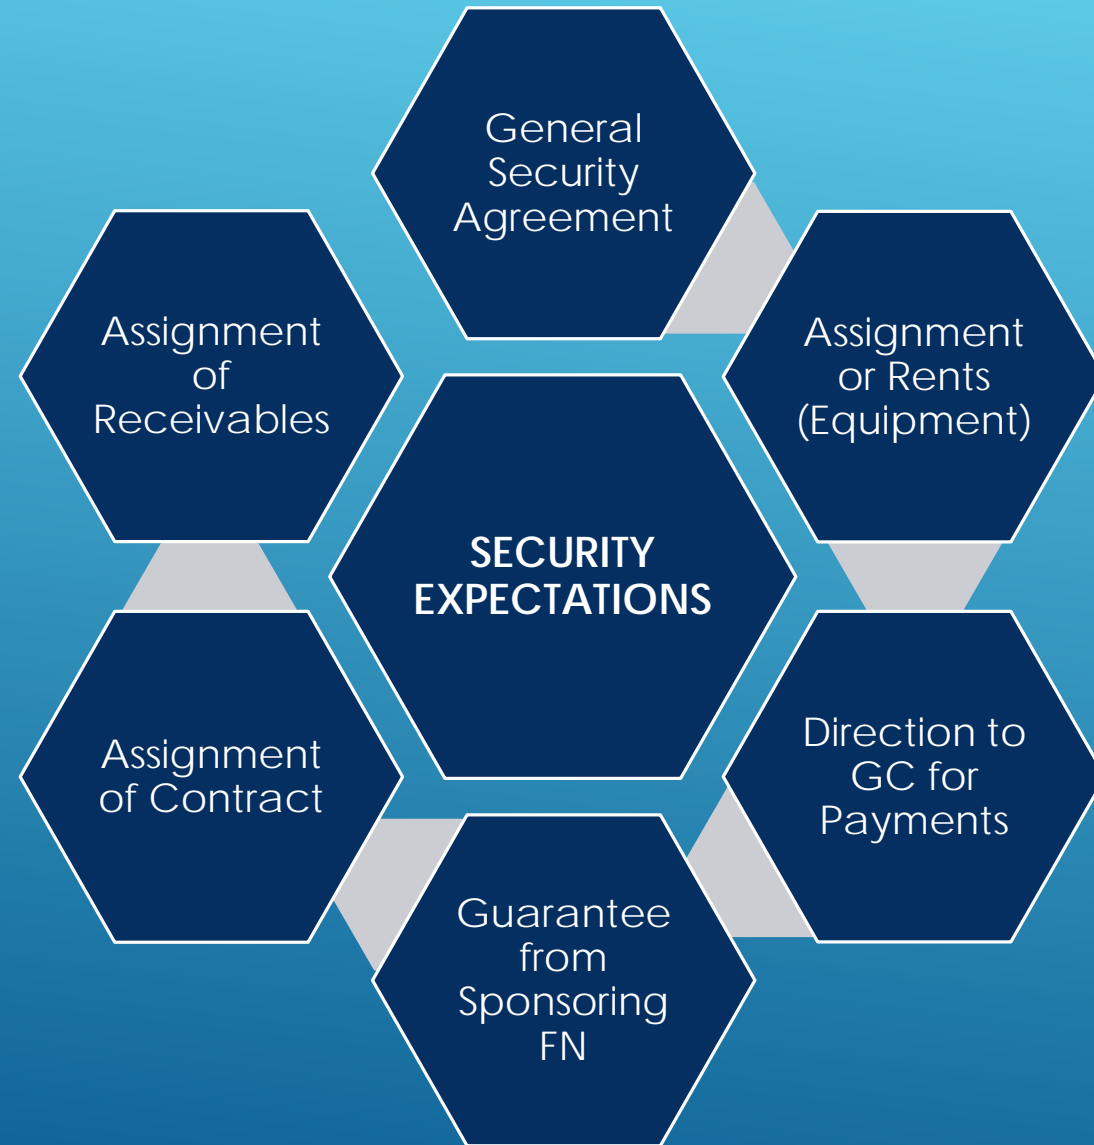 General
Security
Agreement
Assignment
or Rents
(Equipment)
Direction to
GC for
Payments
Guarantee
from
Sponsoring
FN
Assignment
of Contract
Assignment
of
Receivables
SECURITY
EXPECTATIONS